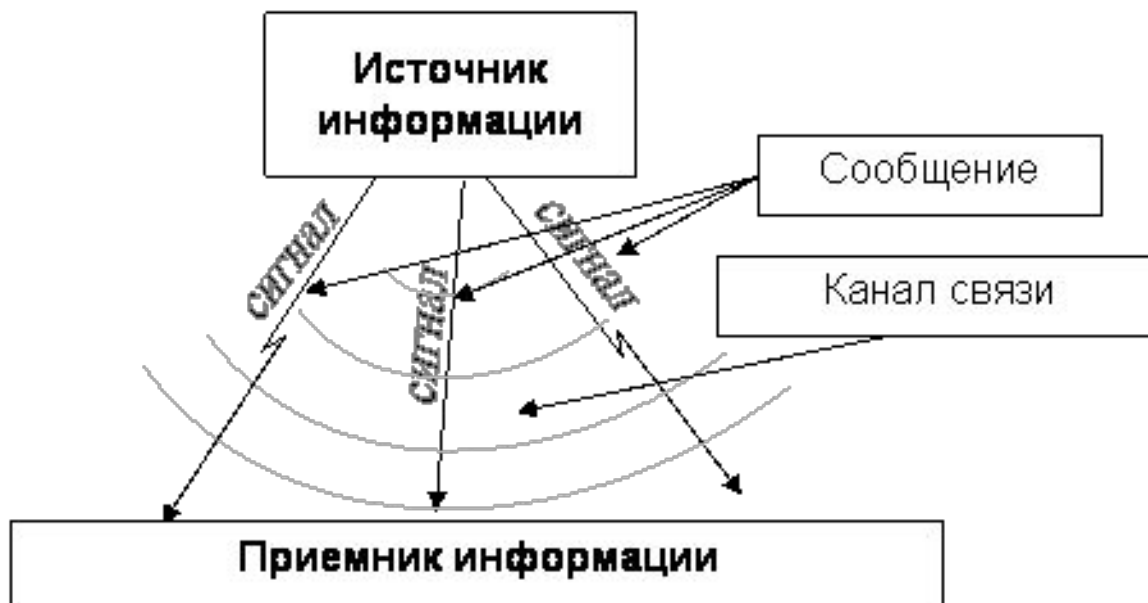 Источник
информации
Сообщение
сигнал
сигнал
сигнал
Канал связи
Приемник информации